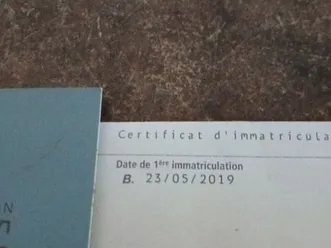 Certificat d'immatricula
Date de 1ère immatriculation
B. 23/05/2019
N